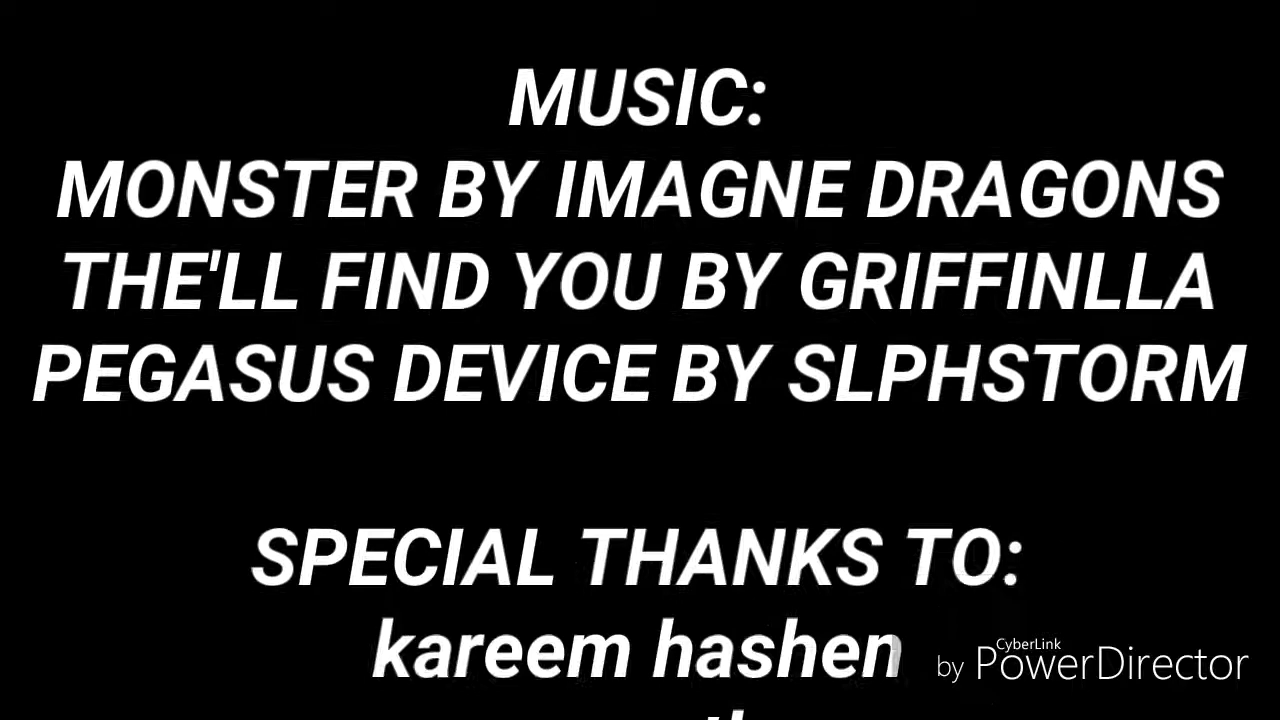 MUSIC:
MONSTER BY IMAGNE DRAGONS
THE'LL FIND YOU BY GRIFFINLLA
PEGASUS DEVICE BY SLPHSTORM
SPECIAL THANKS TO:
kareem hashen
CyberLink
by PowerDirector